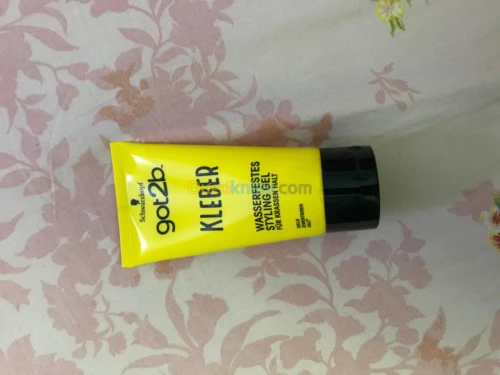 Schwarzkopf
got2b
KLEBER
WASSERFESTES
STYLING GEL
FÜR KRASSEN HALT